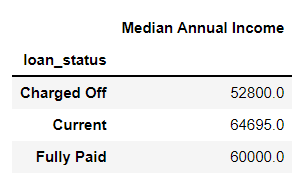 Median Annual Income
loan_status
Charged Off 52800.0
Current 64695.0
Fully Paid 60000.0